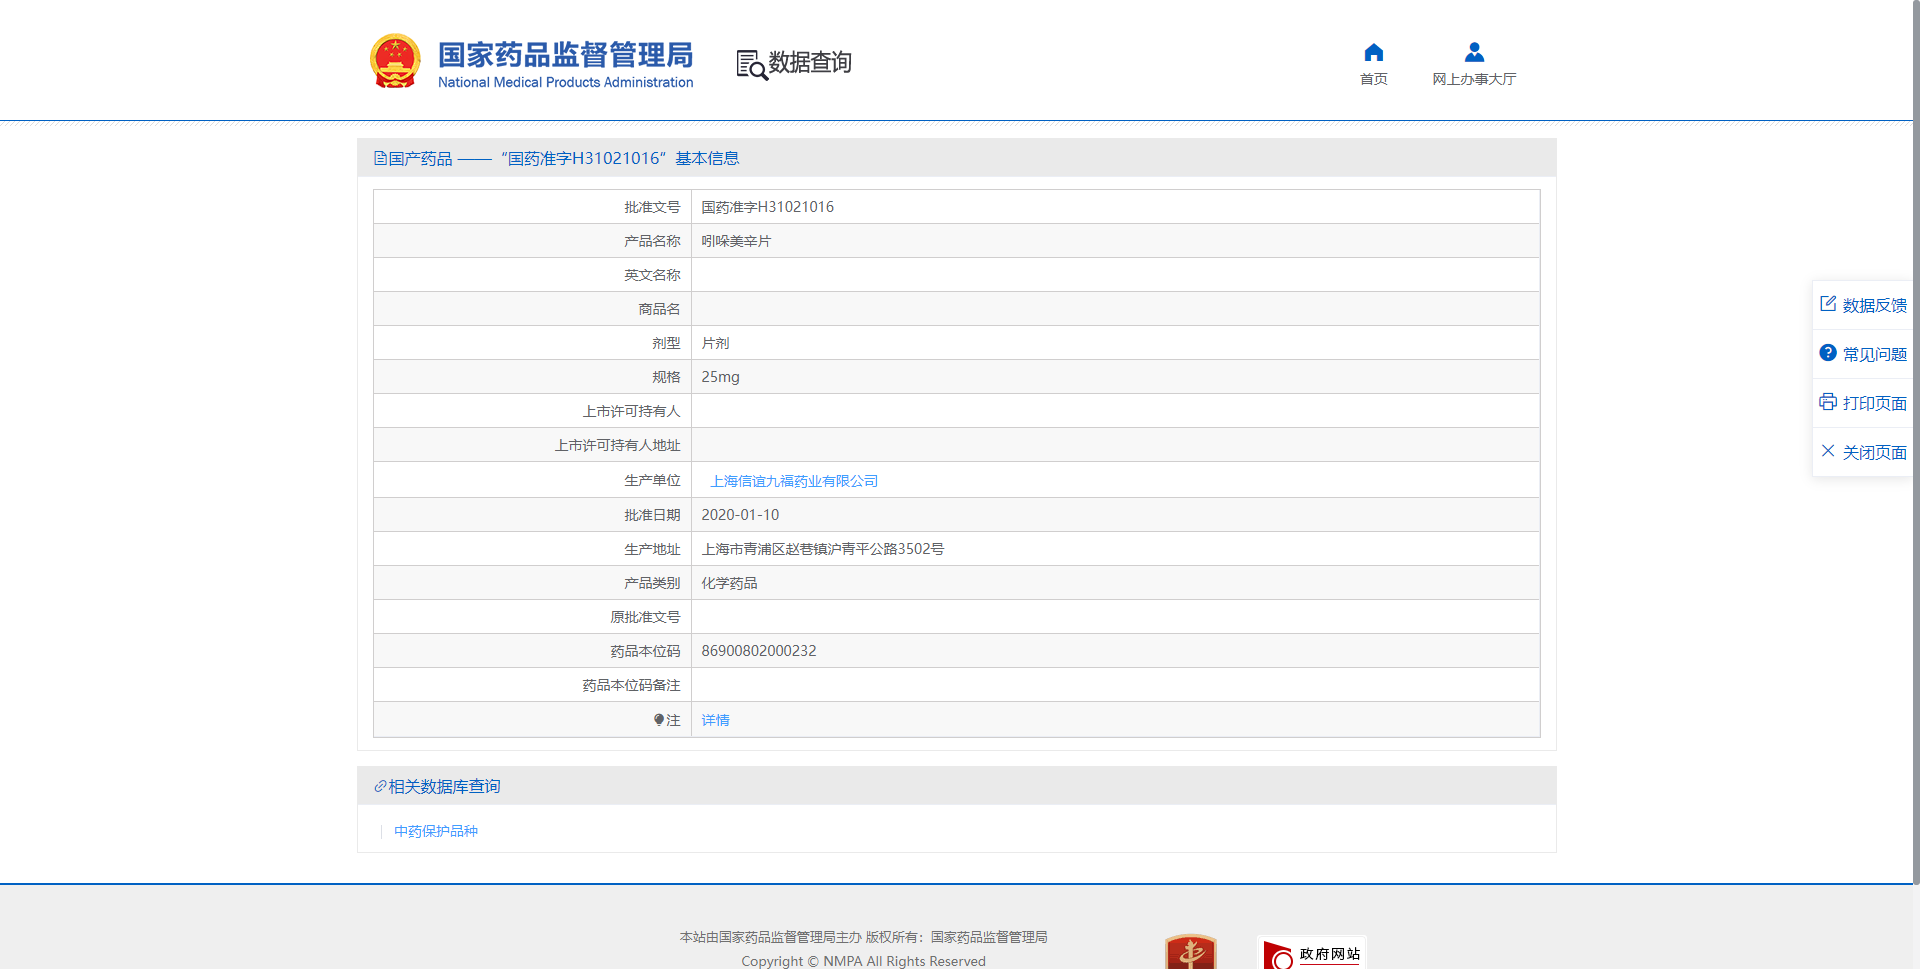 国家药品监督管理局
National Medical Products Administration
数据查询
首页
网上办事大厅
国产药品 ——“国药准字H31021016”基本信息
批准文号 国药准字H31021016
产品名称 吲哚美辛片
英文名称
商品名
剂型 片剂
规格 25mg
上市许可持有人
上市许可持有人地址
生产单位 上海信谊九福药业有限公司
批准日期 2020-01-10
生产地址 上海市青浦区赵巷镇沪青平公路3502号
产品类别 化学药品
原批准文号
药品本位码 86900802000232
药品本位码备注
注 详情
相关数据库查询
中药保护品种
数据反馈
常见问题
打印页面
关闭页面
本站由国家药品监督管理局主办 版权所有：国家药品监督管理局
Copyright © NMPA All Rights Reserved
政府网站